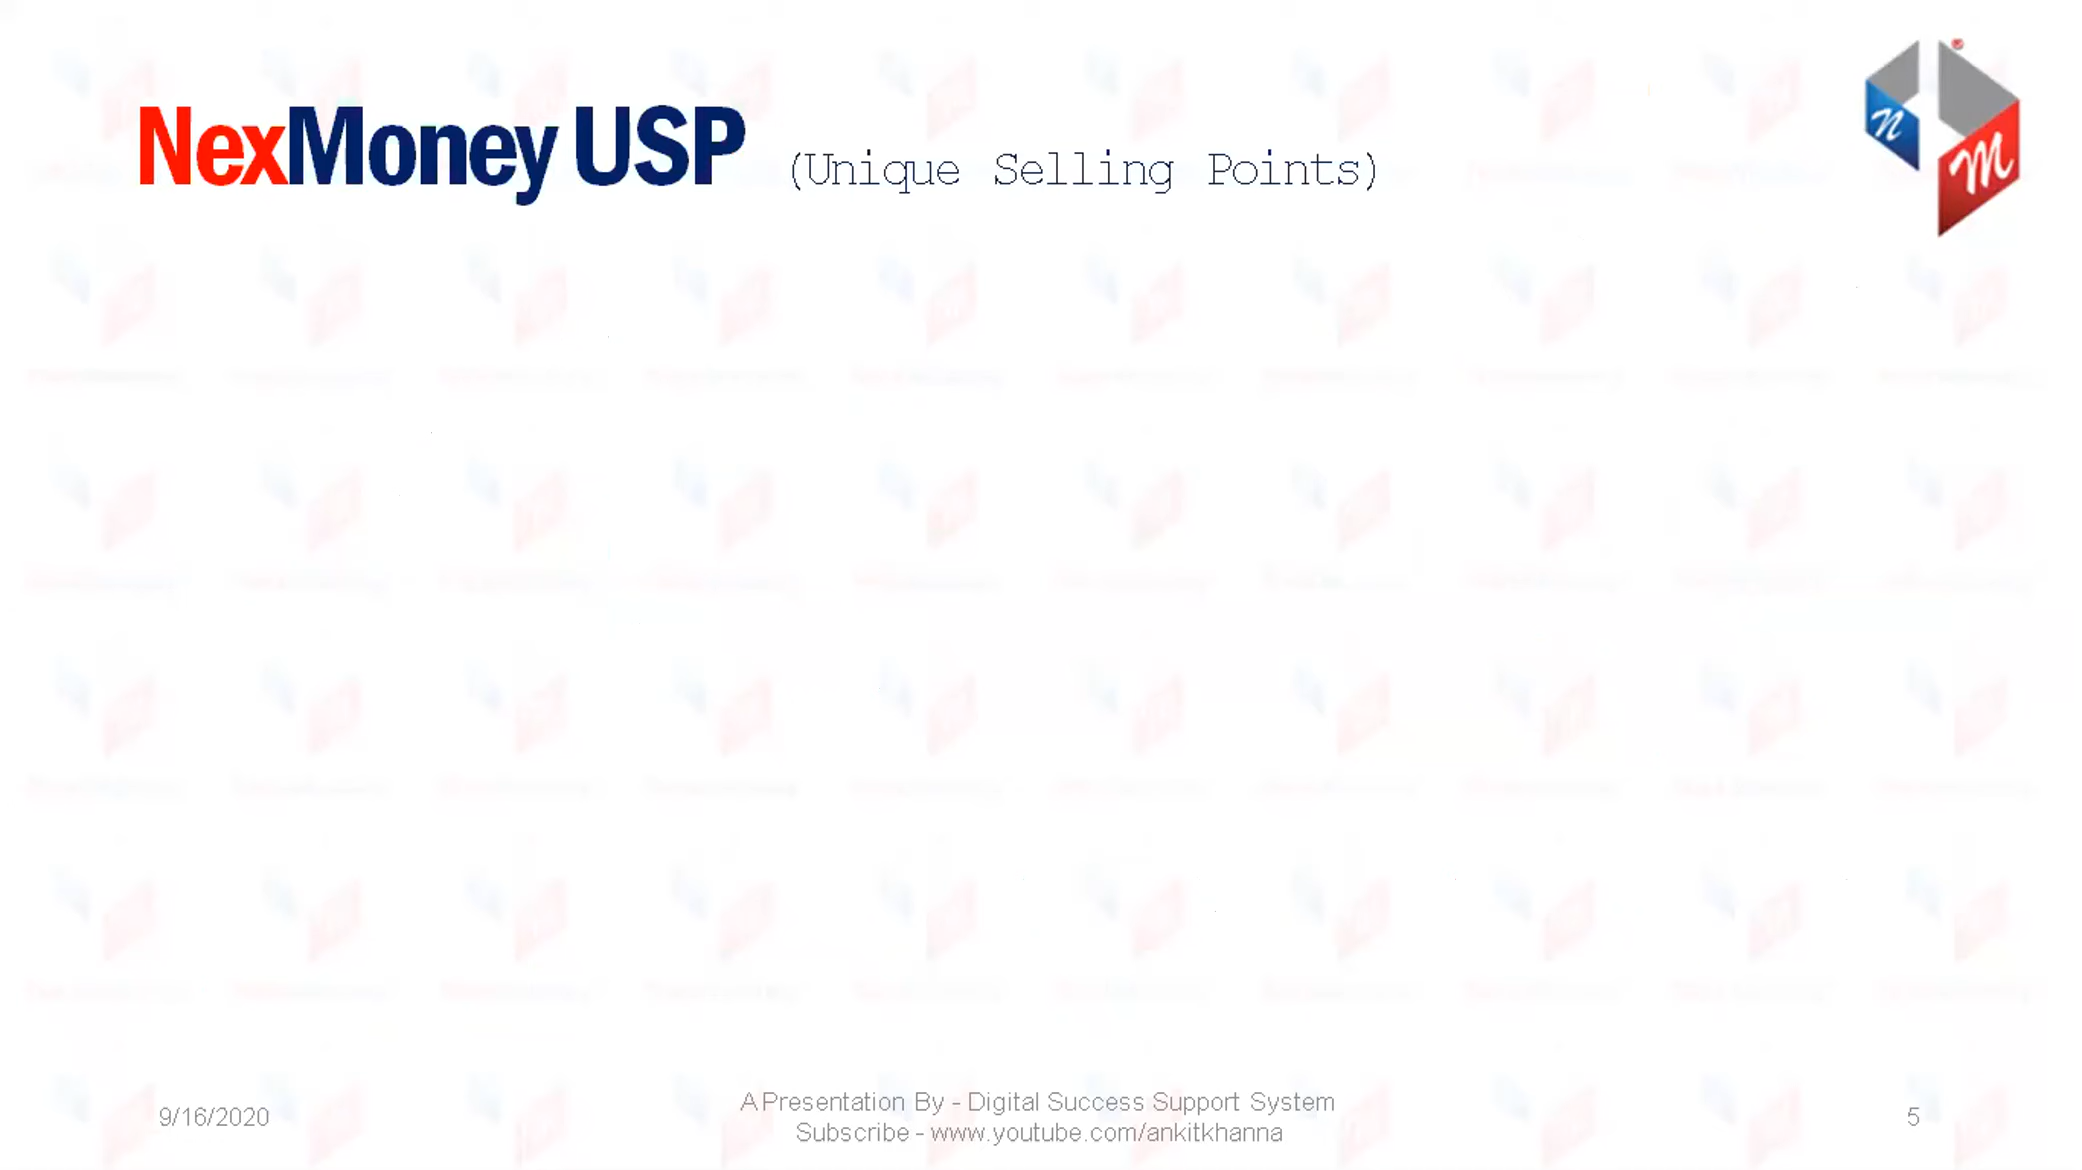 NexMoney USP (Unique Selling Points)
n
m
9/16/2020
A Presentation By - Digital Success Support System
Subscribe - www.youtube.com/ankitkhanna
5